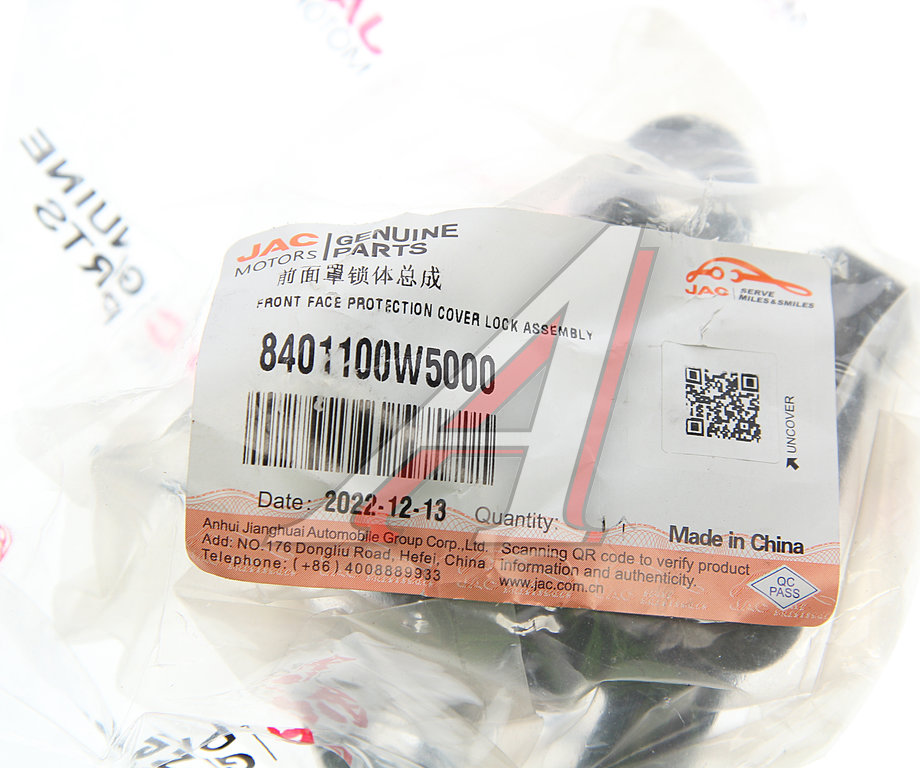 JAC MOTORS | GENUINE PARTS
前面罩锁体总成
FRONT FACE PROTECTION COVER LOCK ASSEMBLY
8401100W5000
Date: 2022-12-13
Quantity: 1
Anhui Jianghuai Automobile Group Corp.,Ltd.
Add: NO.176 Dongliu Road, Hefei, China
Telephone: (+86) 4008889933
JAC | SERVE MILES & SMILES
UNCOVER
Made in China
Scanning QR code to verify product
information and authenticity.
www.jac.com.cn
QC
PASS
GENUINE
PARTS